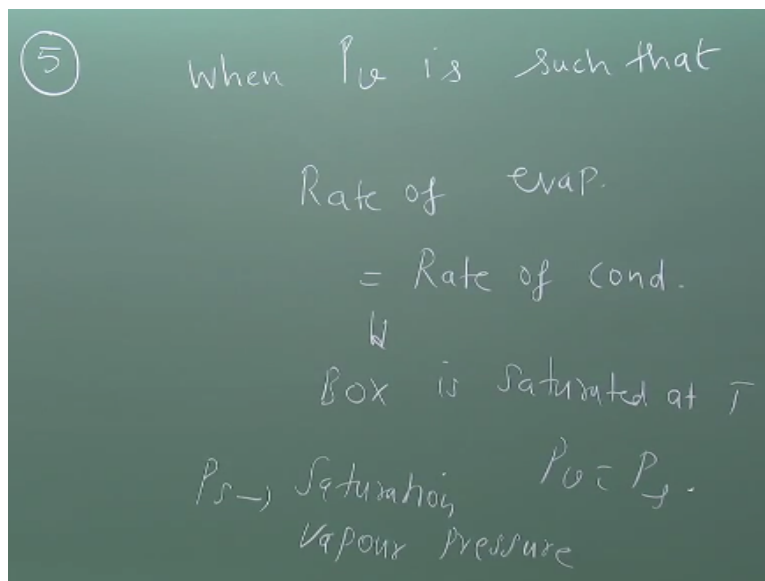 5
When Pv is such that
Rate of evap.
= Rate of cond.
⇓
Box is saturated at T
Pv = Ps.
Ps → Saturation
Vapour pressure